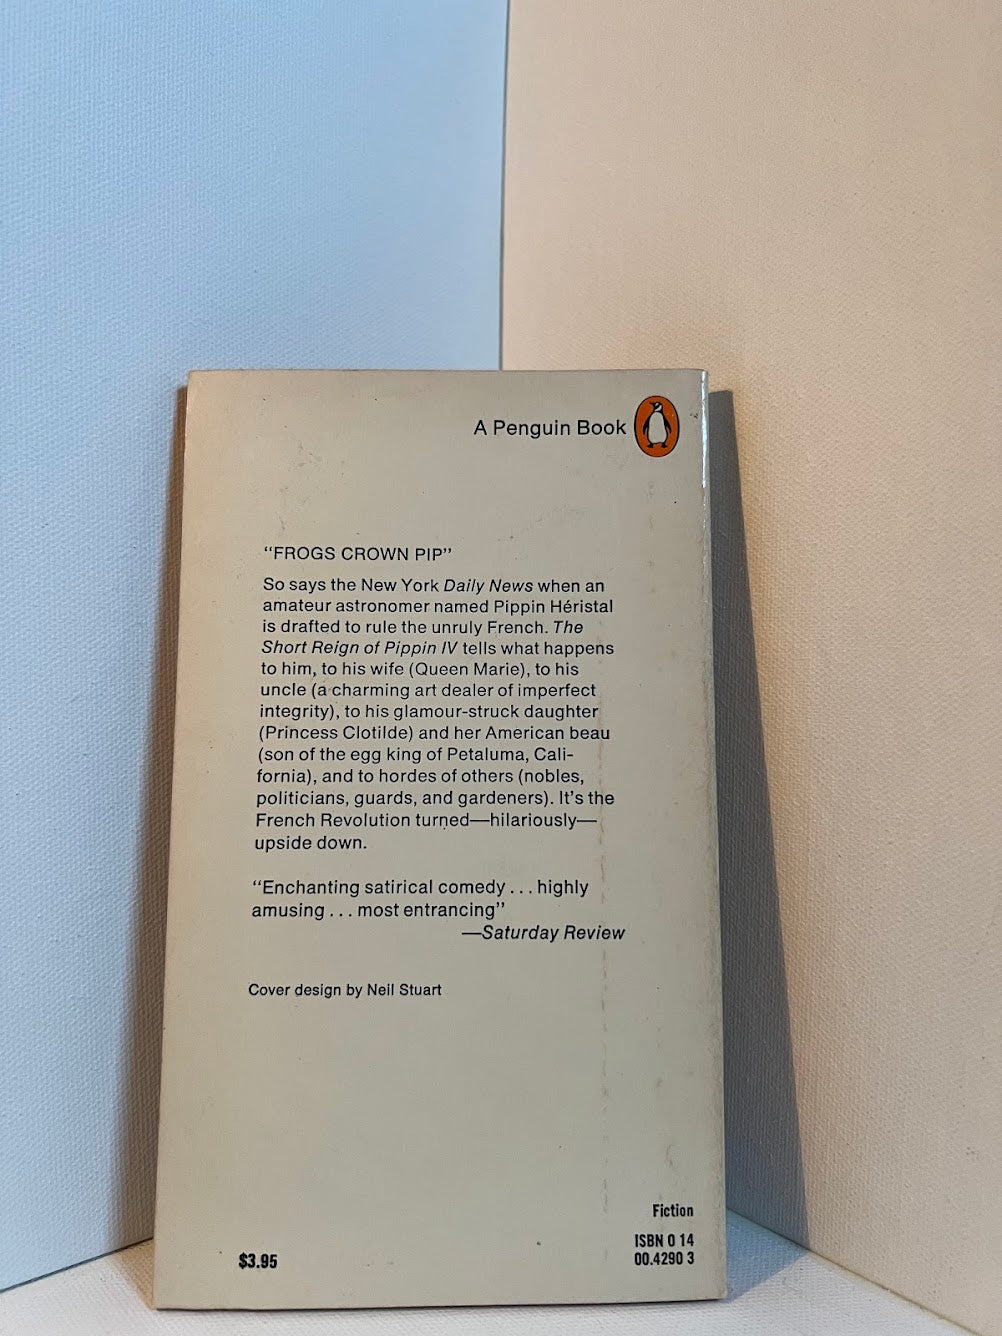 A Penguin Book
"FROGS CROWN PIP"
So says the New York Daily News when an
amateur astronomer named Pippin Héristal
is drafted to rule the unruly French. The
Short Reign of Pippin IV tells what happens
to him, to his wife (Queen Marie), to his
uncle (a charming art dealer of imperfect
integrity), to his glamour-struck daughter
(Princess Clotilde) and her American beau
(son of the egg king of Petaluma, Cali-
fornia), and to hordes of others (nobles,
politicians, guards, and gardeners). It's the
French Revolution turned—hilariously—
upside down.
"Enchanting satirical comedy . . . highly
amusing . . . most entrancing"
—Saturday Review
Cover design by Neil Stuart
Fiction
ISBN 0 14
00.4290 3
$3.95